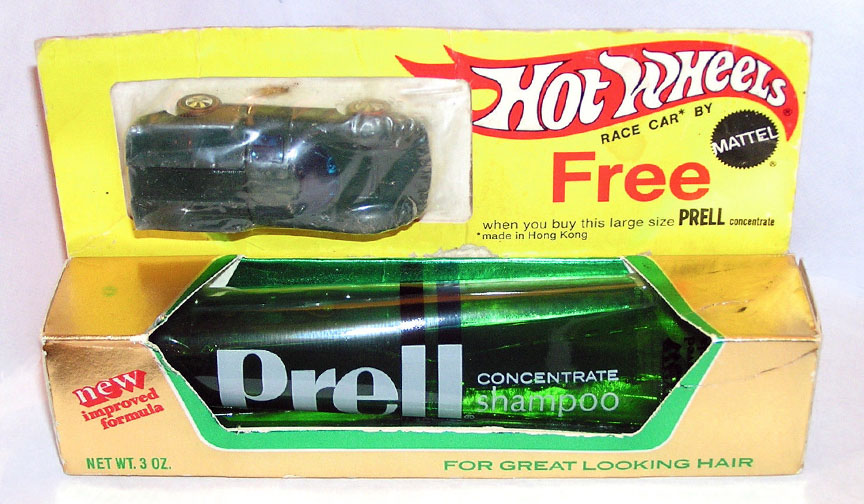 Hot Wheels®
RACE CAR* BY
MATTEL®
Free
when you buy this large size PRELL concentrate
*made in Hong Kong
Prell
CONCENTRATE
shampoo
new
improved
formula
NET WT. 3 OZ.
FOR GREAT LOOKING HAIR